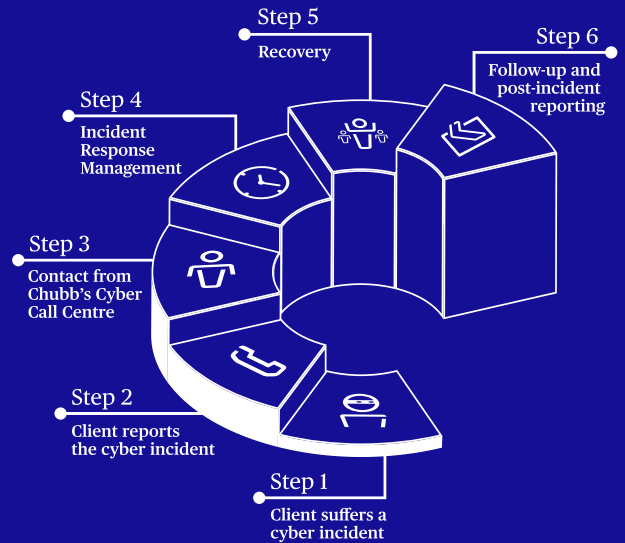 Step 1
Client suffers a
cyber incident
Step 2
Client reports
the cyber incident
Step 3
Contact from
Chubb's Cyber
Call Centre
Step 4
Incident
Response
Management
Step 5
Recovery
Step 6
Follow-up and
post-incident
reporting